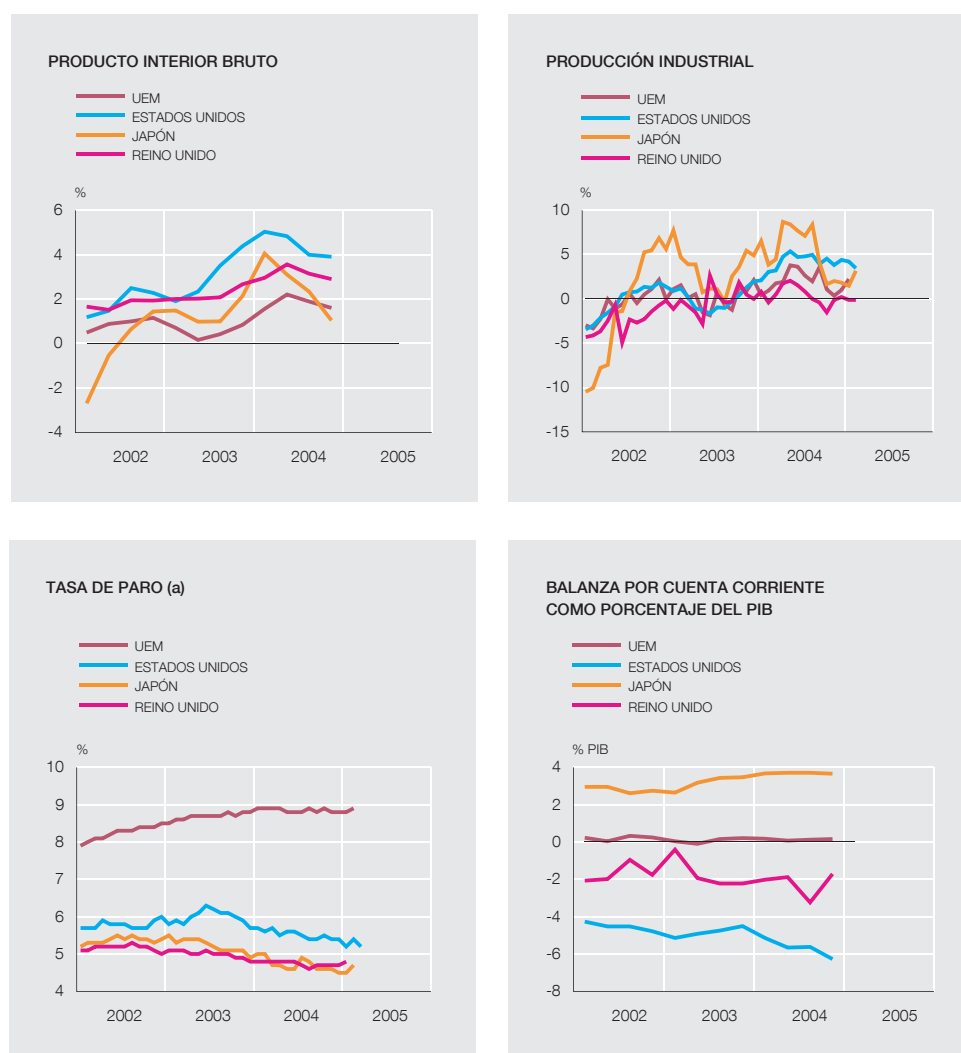 PRODUCTO INTERIOR BRUTO
UEM
ESTADOS UNIDOS
JAPÓN
REINO UNIDO
%
6
4
2
0
-2
-4
2002 2003 2004 2005
PRODUCCIÓN INDUSTRIAL
UEM
ESTADOS UNIDOS
JAPÓN
REINO UNIDO
%
10
5
0
-5
-10
-15
2002 2003 2004 2005
TASA DE PARO (a)
UEM
ESTADOS UNIDOS
JAPÓN
REINO UNIDO
%
10
9
8
7
6
5
4
2002 2003 2004 2005
BALANZA POR CUENTA CORRIENTE
COMO PORCENTAJE DEL PIB
UEM
ESTADOS UNIDOS
JAPÓN
REINO UNIDO
% PIB
4
2
0
-2
-4
-6
-8
2002 2003 2004 2005